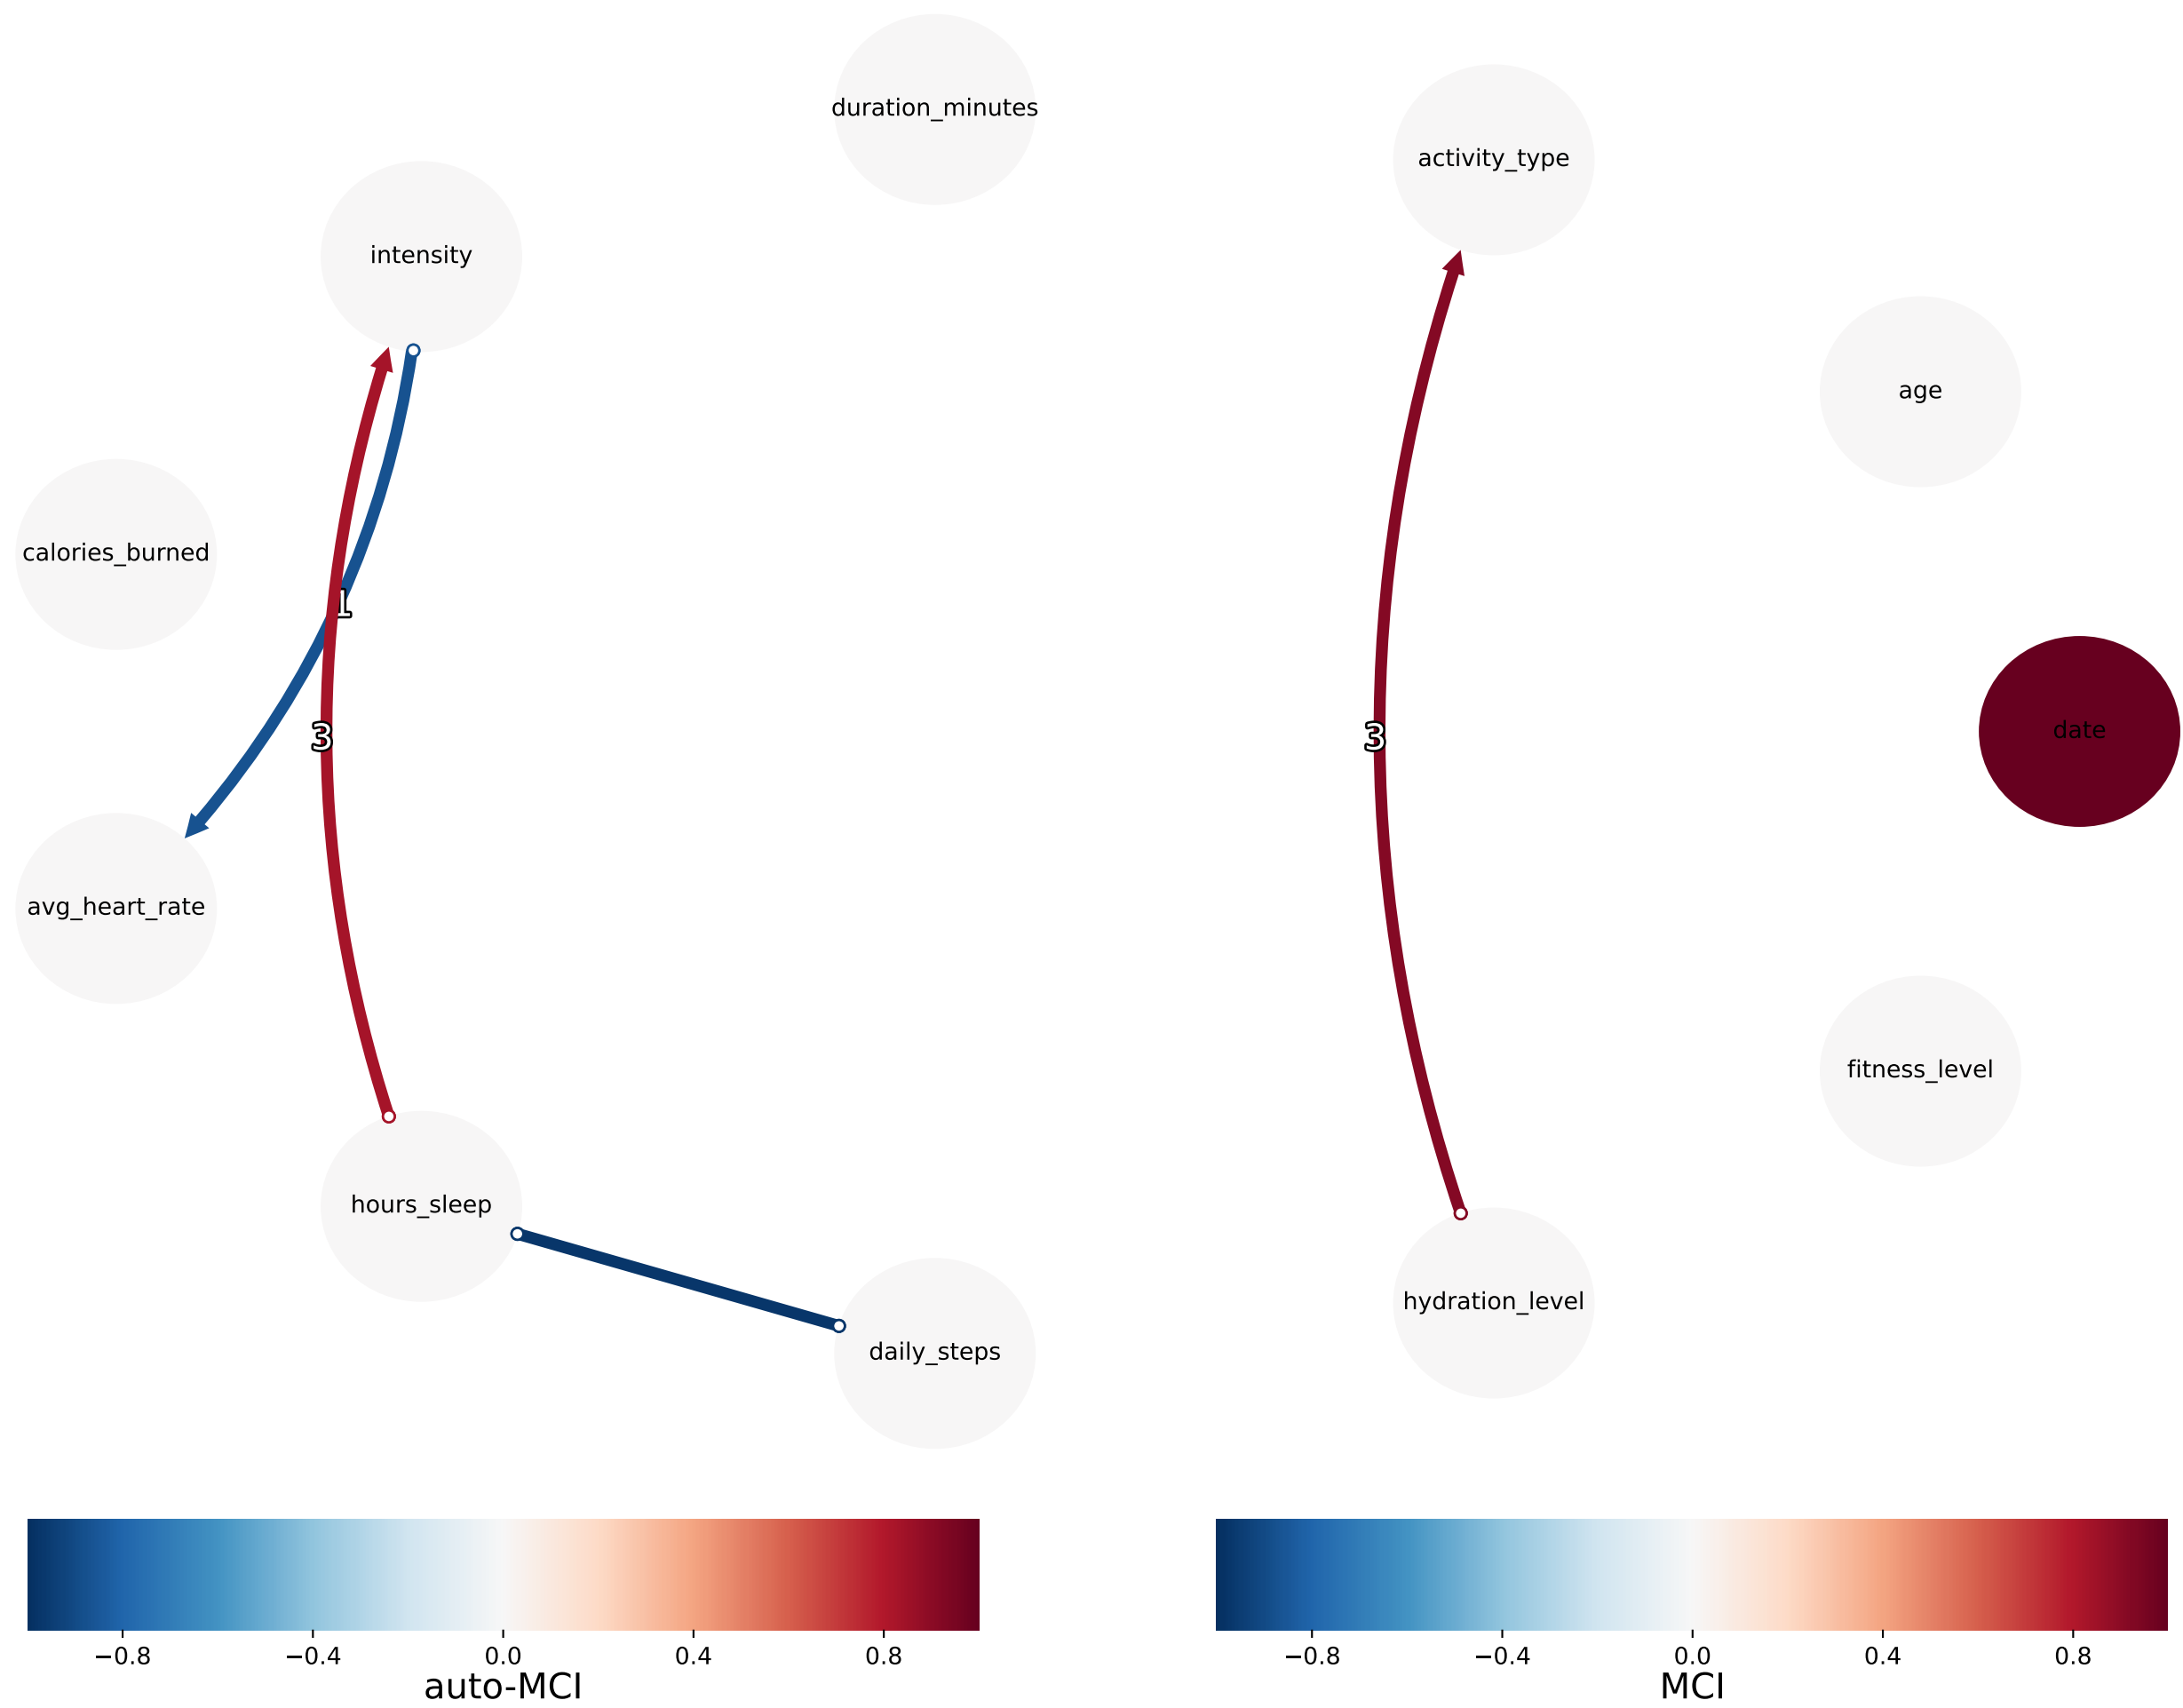 duration_minutes
activity_type
intensity
age
calories_burned
1
date
3
3
avg_heart_rate
fitness_level
hours_sleep
hydration_level
daily_steps
−0.8 −0.4 0.0 0.4 0.8
auto-MCI
−0.8 −0.4 0.0 0.4 0.8
MCI